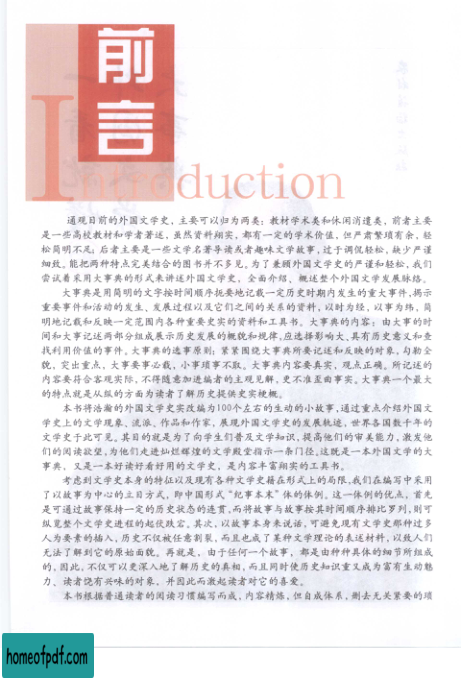 前
言
Introduction
通观目前的外国文学史，主要可以归为两类：教材学术类和休闲消遣类，前者主要
是一些高校教材和学者著述，虽然资料翔实，都有一定的学术价值，但严肃繁琐有余，轻
松简明不足；后者主要是一些文学名著导读或者趣味文学故事，过于调侃轻松，缺少严谨
细致。能把两种特点完美结合的图书并不多见。为了兼顾外国文学史的严谨和轻松，我们
尝试着采用大事典的形式来讲述外国文学史，全面介绍、概述整个外国文学发展脉络。
大事典是用简明的文字按时间顺序扼要地记载一定历史时期内发生的重大事件，揭示
重要事件和活动的发生、发展过程以及它们之间的关系的资料，以时为经，以事为纬，简
明地记载和反映一定范围内各种重要史实的资料和工具书。大事典的内容：由大事的时
间和大事记述两部分组成展示历史发展的概貌和规律，应选择影响大、具有历史意义和查
找利用价值的事件。大事典的选事原则：紧紧围绕大事典所要记述和反映的对象，勾勒全
貌，突出重点，大事要事必载，小事琐事不取。大事典内容要真实，观点正确。所记述的
内容要符合客观实际，不得随意加进编者的主观见解，更不准歪曲事实。大事典一个最大
的特点就是从纵的方面为读者了解历史提供史实梗概。
本书将浩瀚的外国文学史实改编为100个左右的生动的小故事，通过重点介绍外国文
学史上的文学现象、流派、作品和作家，展现外国文学史的发展轨迹，世界各国数千年的
文学史于此可见。其目的就是为了向学生们普及文学知识，提高他们的审美能力，激发他
们的阅读欲望，为他们走进灿烂辉煌的文学殿堂指示一条门径。这就是一本外国文学的大
事典，又是一本好读好看好用的文学史，是内容丰富翔实的工具书。
考虑到文学史本身的特征以及现有各种文学史籍在形式上的局限，我们在编写中采用
了以故事为中心的立目方式，即中国形式“纪事本末”体的体例。这一体例的优点，首先
是可通过故事保持一定的历史状态的连贯，而将故事与故事按其时间顺序排比罗列，则可
纵览整个文学史进程的起伏跌宕。其次，以故事本身来说话，可避免现有文学史那种过多
人为要素的插入，历史不仅被任意割裂，而且也成了某种文学理论的表述材料，以致人们
无法了解到它的原始面貌。再就是，由于任何一个故事，都是由种种具体的细节所组成
的，因此，不仅可以更深入地了解历史的真相，而且同时使历史知识重又成为富有生动魅
力、读者饶有兴味的对象，并因此而激起读者对它的喜爱。
本书根据普通读者的阅读习惯编写而成，内容精炼，但自成体系，删去无关紧要的琐
homeofpdf.com